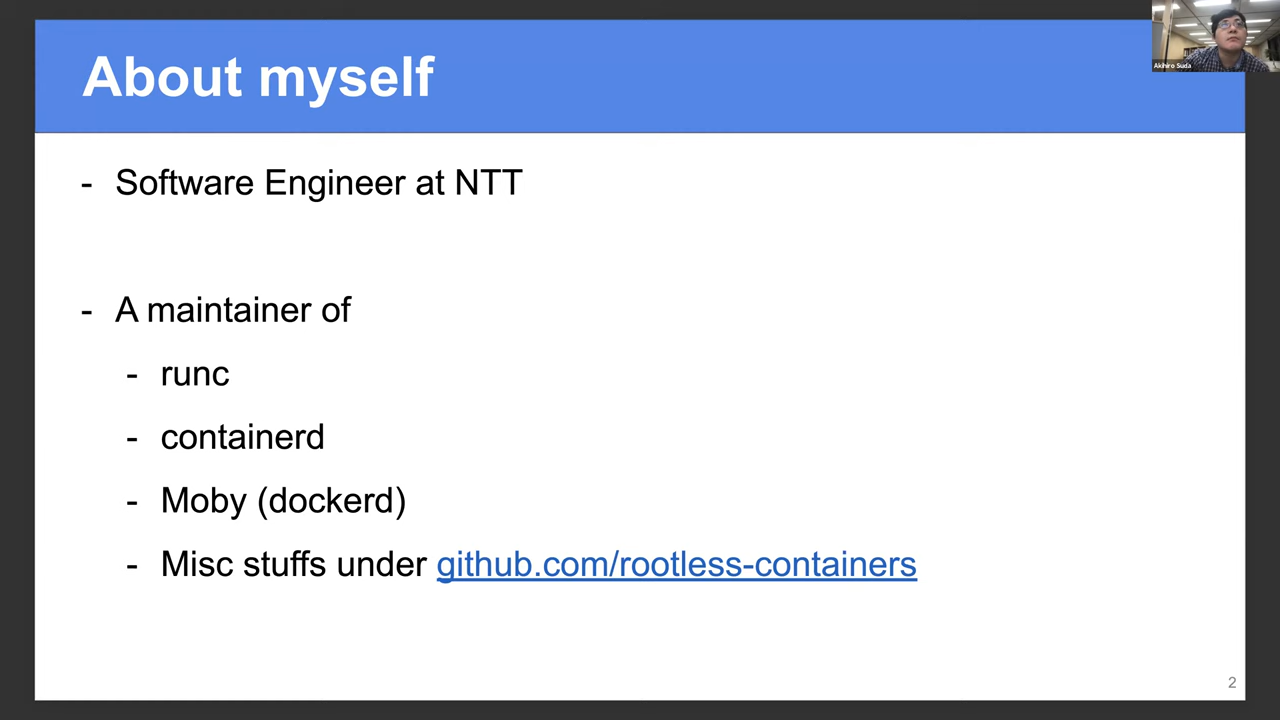 About myself
Akihiro Suda
- Software Engineer at NTT
- A maintainer of
- runc
- containerd
- Moby (dockerd)
- Misc stuffs under github.com/rootless-containers
2